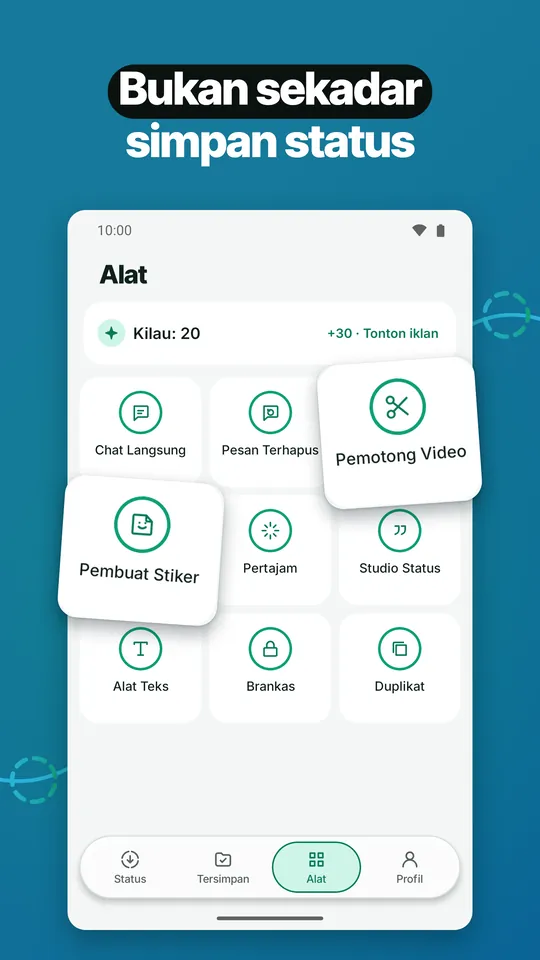 Bukan sekadar
simpan status
10:00
Alat
Kilau: 20
+30 · Tonton iklan
Chat Langsung
Pesan Terhapus
Pemotong Video
Pembuat Stiker
Pertajam
Studio Status
Alat Teks
Brankas
Duplikat
Status
Tersimpan
Alat
Profil